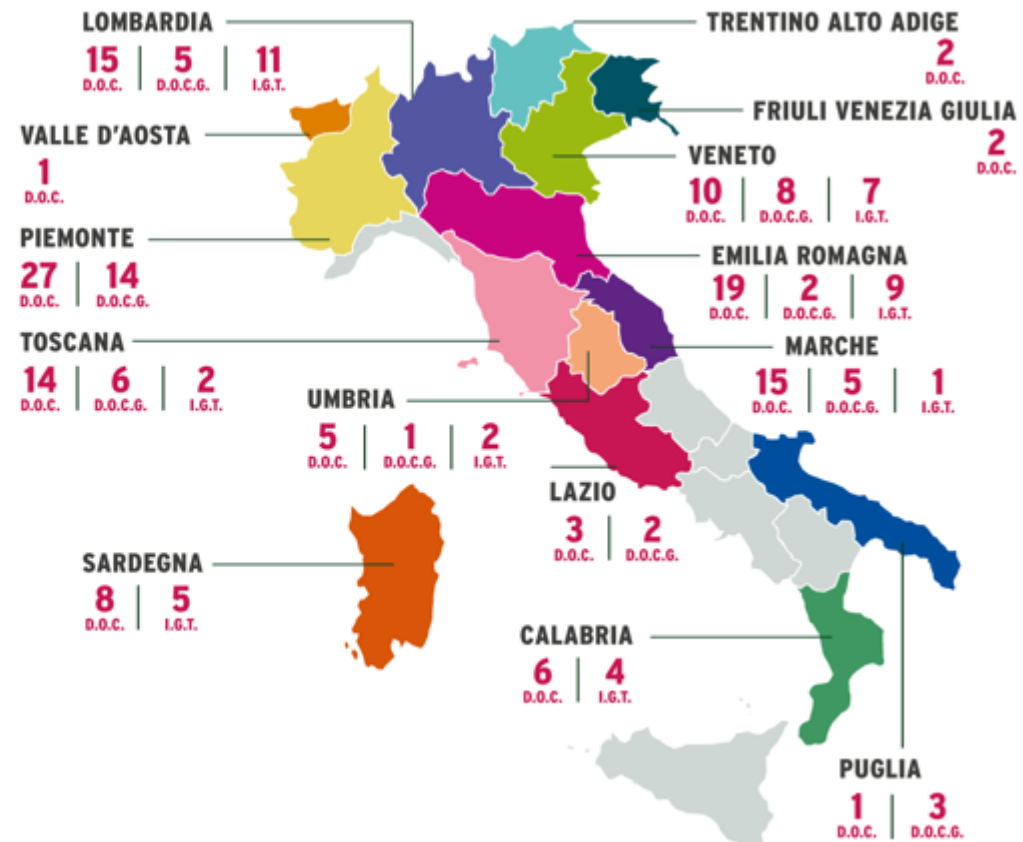 LOMBARDIA
15 | 5 | 11
D.O.C. D.O.C.G. I.G.T.
TRENTINO ALTO ADIGE
2
D.O.C.
FRIULI VENEZIA GIULIA
2
D.O.C.
VALLE D'AOSTA
1
D.O.C.
VENETO
10 | 8 | 7
D.O.C. D.O.C.G. I.G.T.
PIEMONTE
27 | 14
D.O.C. D.O.C.G.
EMILIA ROMAGNA
19 | 2 | 9
D.O.C. D.O.C.G. I.G.T.
TOSCANA
14 | 6 | 2
D.O.C. D.O.C.G. I.G.T.
MARCHE
15 | 5 | 1
D.O.C. D.O.C.G. I.G.T.
UMBRIA
5 | 1 | 2
D.O.C. D.O.C.G. I.G.T.
LAZIO
3 | 2
D.O.C. D.O.C.G.
SARDEGNA
8 | 5
D.O.C. I.G.T.
CALABRIA
6 | 4
D.O.C. I.G.T.
PUGLIA
1 | 3
D.O.C. D.O.C.G.